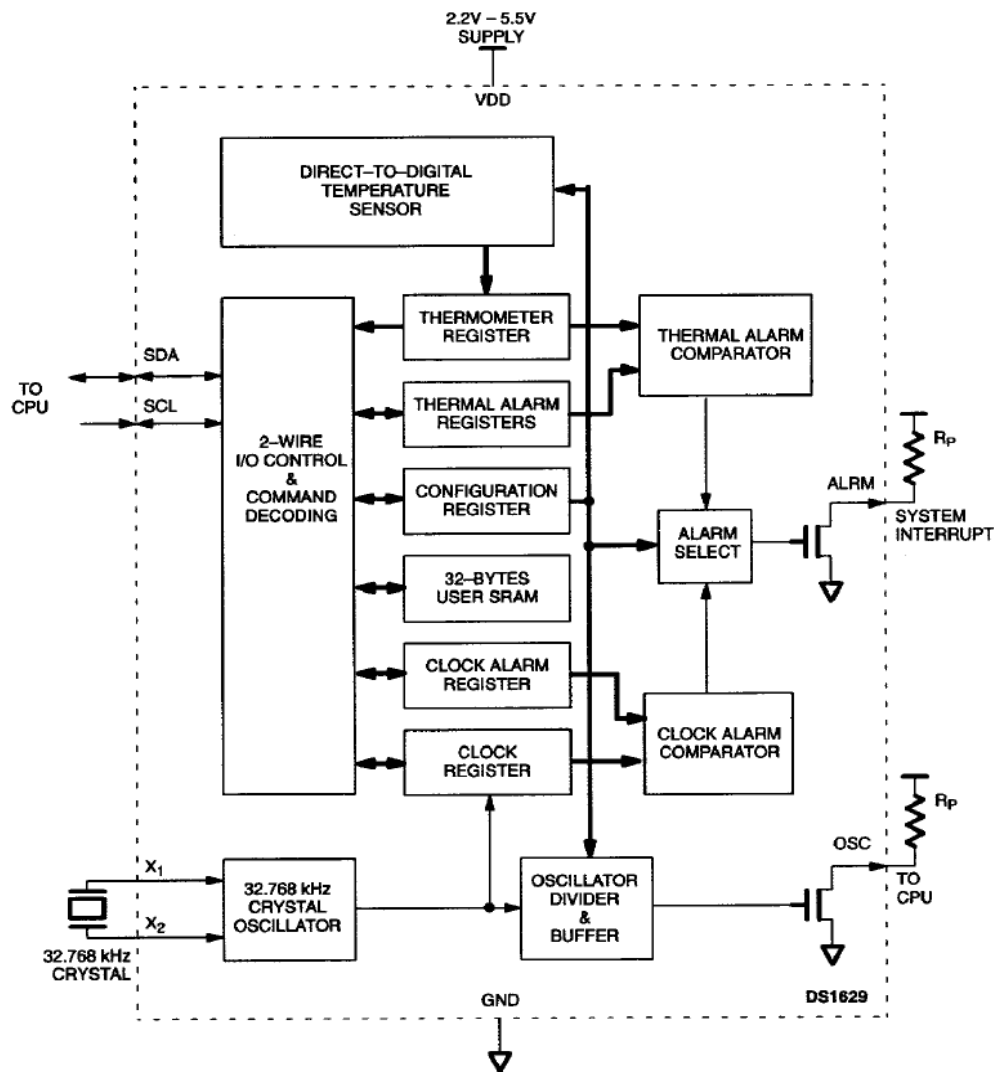 2.2V – 5.5V
SUPPLY
VDD
DIRECT–TO–DIGITAL
TEMPERATURE
SENSOR
THERMOMETER
REGISTER
THERMAL ALARM
COMPARATOR
SDA
TO
CPU
SCL
THERMAL ALARM
REGISTERS
2–WIRE
I/O CONTROL
&
COMMAND
DECODING
CONFIGURATION
REGISTER
ALARM
SELECT
ALRM
RP
SYSTEM
INTERRUPT
32–BYTES
USER SRAM
CLOCK ALARM
REGISTER
CLOCK ALARM
COMPARATOR
CLOCK
REGISTER
RP
OSC
TO
CPU
X1
X2
32.768 kHz
CRYSTAL
32.768 kHz
CRYSTAL
OSCILLATOR
OSCILLATOR
DIVIDER
&
BUFFER
GND
DS1629